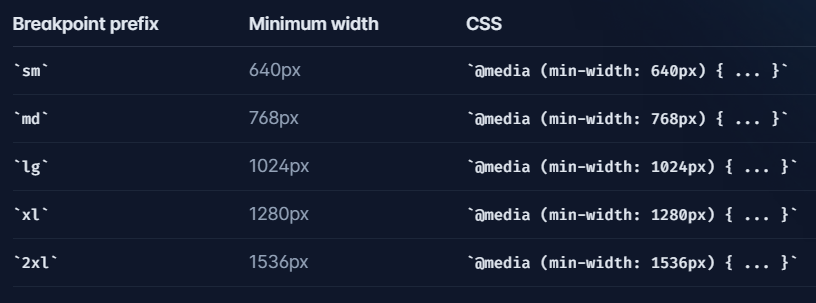 Breakpoint prefix Minimum width CSS
`sm` 640px `@media (min-width: 640px) { ... }`
`md` 768px `@media (min-width: 768px) { ... }`
`lg` 1024px `@media (min-width: 1024px) { ... }`
`xl` 1280px `@media (min-width: 1280px) { ... }`
`2xl` 1536px `@media (min-width: 1536px) { ... }`